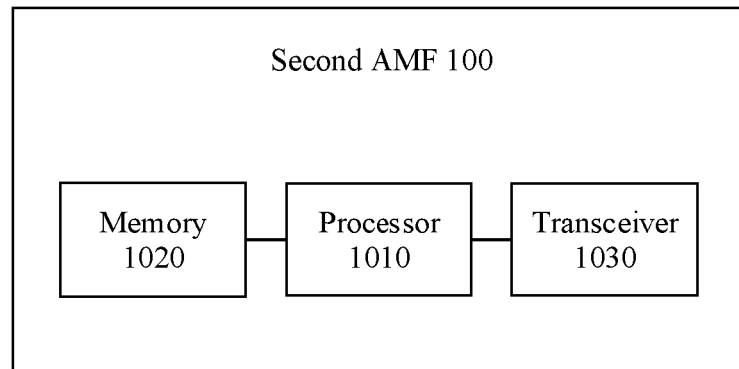 Second AMF 100
Memory
1020
Processor
1010
Transceiver
1030